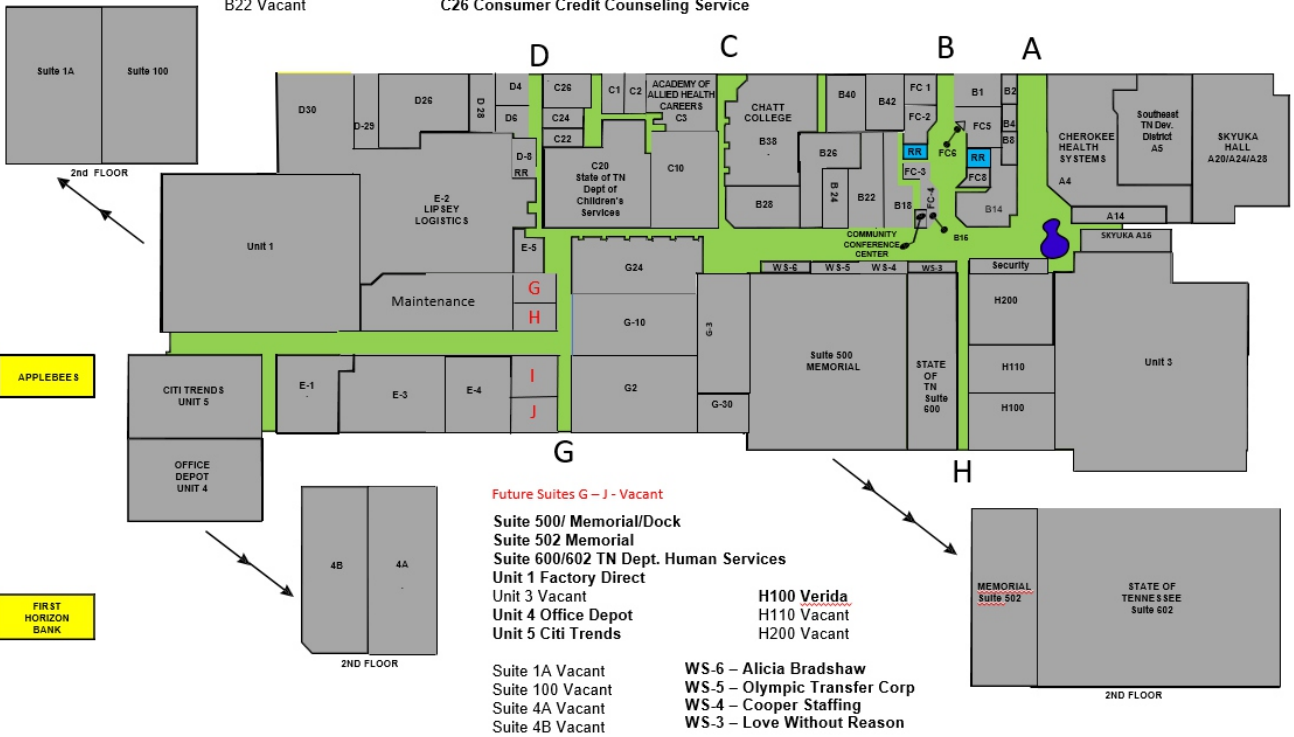 B22 Vacant
C26 Consumer Credit Counseling Service
D
C
B
A
Suite 1A
Suite 100
2nd FLOOR
D30
D-29
D26
D 28
D4
D6
D-8
RR
C26
C24
C22
C1
C2
ACADEMY OF
ALLIED HEALTH
CAREERS
C3
C20
State of TN
Dept of
Children's
Services
C10
CHATT
COLLEGE
B38
B28
B40
B42
B26
B 24
B22
B18
FC 1
FC-2
RR
FC-3
FC-4
FC6
B1
B2
FC5
B4
B8
RR
FC8
B14
B16
CHEROKEE
HEALTH
SYSTEMS
A4
Southeast
TN Dev.
District
A5
SKYUKA
HALL
A20/A24/A28
A14
SKYUKA A16
COMMUNITY
CONFERENCE
CENTER
Unit 1
E-2
LIPSEY
LOGISTICS
E-5
Maintenance
G
H
G24
G-10
G2
G-3
G-30
WS-6
WS-5
WS-4
WS-3
Security
H200
H110
H100
Suite 500
MEMORIAL
STATE
OF
TN
Suite
600
Unit 3
APPLEBEES
CITI TRENDS
UNIT 5
E-1
E-3
E-4
I
J
OFFICE
DEPOT
UNIT 4
G
H
4B
4A
2ND FLOOR
FIRST
HORIZON
BANK
Future Suites G – J - Vacant
Suite 500/ Memorial/Dock
Suite 502 Memorial
Suite 600/602 TN Dept. Human Services
Unit 1 Factory Direct
Unit 3 Vacant
Unit 4 Office Depot
Unit 5 Citi Trends
H100 Verida
H110 Vacant
H200 Vacant
Suite 1A Vacant
Suite 100 Vacant
Suite 4A Vacant
Suite 4B Vacant
WS-6 – Alicia Bradshaw
WS-5 – Olympic Transfer Corp
WS-4 – Cooper Staffing
WS-3 – Love Without Reason
MEMORIAL
Suite 502
STATE OF
TENNESSEE
Suite 602
2ND FLOOR